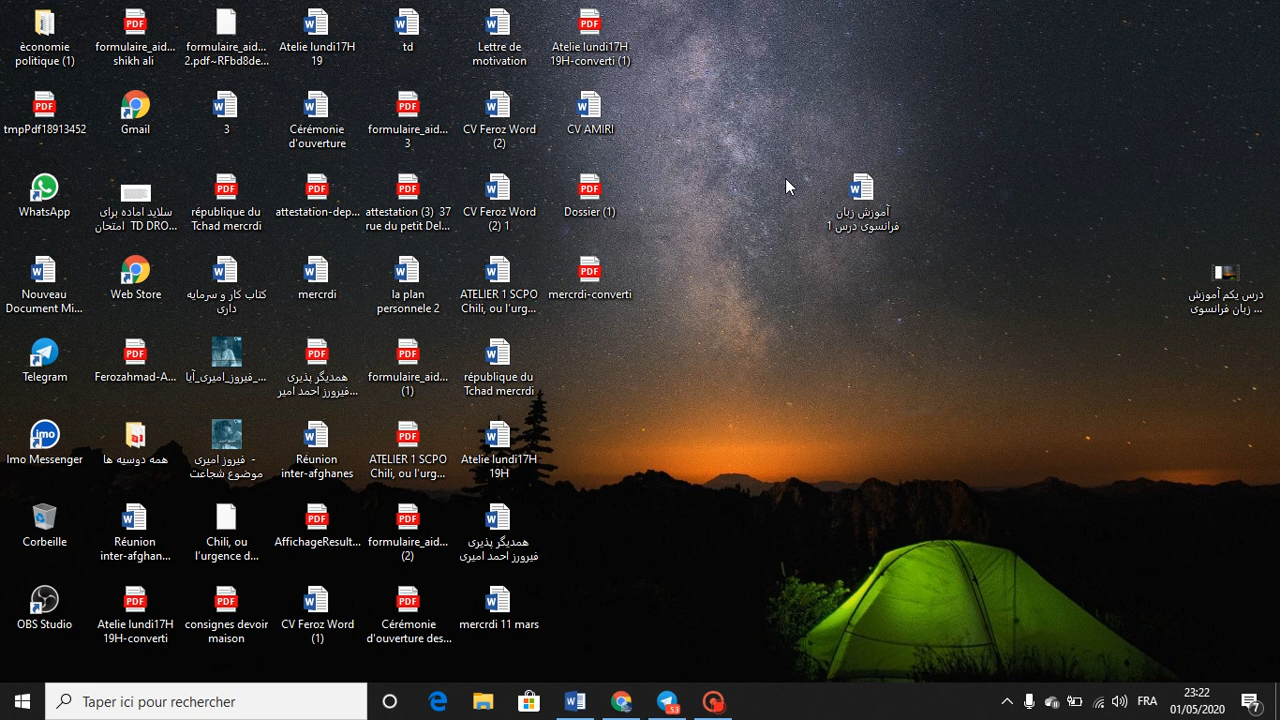 économie
politique (1)
formulaire_aid...
shikh ali
formulaire_aid...
2.pdf~RFbd8de...
Atelie lundi17H
19
td
Lettre de
motivation
Atelie lundi17H
19H-converti (1)
tmpPdf18913452
Gmail
3
Cérémonie
d'ouverture
formulaire_aid...
3
CV Feroz Word
(2)
CV AMIRI
WhatsApp
سلاید اماده برای
امتحان TD DRO...
république du
Tchad mercrdi
attestation-dep...
attestation (3) 37
rue du petit Del...
CV Feroz Word
(2) 1
Dossier (1)
آموزش زبان
فرانسوی درس 1
Nouveau
Document Mi...
Web Store
کتاب کار و سرمایه
داری
mercrdi
la plan
personnele 2
ATELIER 1 SCPO
Chili, ou l'urg...
mercrdi-converti
درس یکم آموزش
زبان فرانسوی ...
Telegram
Ferozahmad-A...
فیروز_امیری_آیا_...
همدیگر پذیری
فیرورز احمد امیر...
formulaire_aid...
(1)
république du
Tchad mercrdi
Imo Messenger
همه دوسیه ها
فیروز امیری -
موضوع شجاعت
Réunion
inter-afghanes
ATELIER 1 SCPO
Chili, ou l'urg...
Atelie lundi17H
19H
Corbeille
Réunion
inter-afghan...
Chili, ou
l'urgence d...
AffichageResult...
formulaire_aid...
(2)
همدیگر پذیری
فیرورز احمد امیری
OBS Studio
Atelie lundi17H
19H-converti
consignes devoir
maison
CV Feroz Word
(1)
Cérémonie
d'ouverture des...
mercrdi 11 mars
Taper ici pour rechercher
53
FRA
23:22
01/05/2020
7